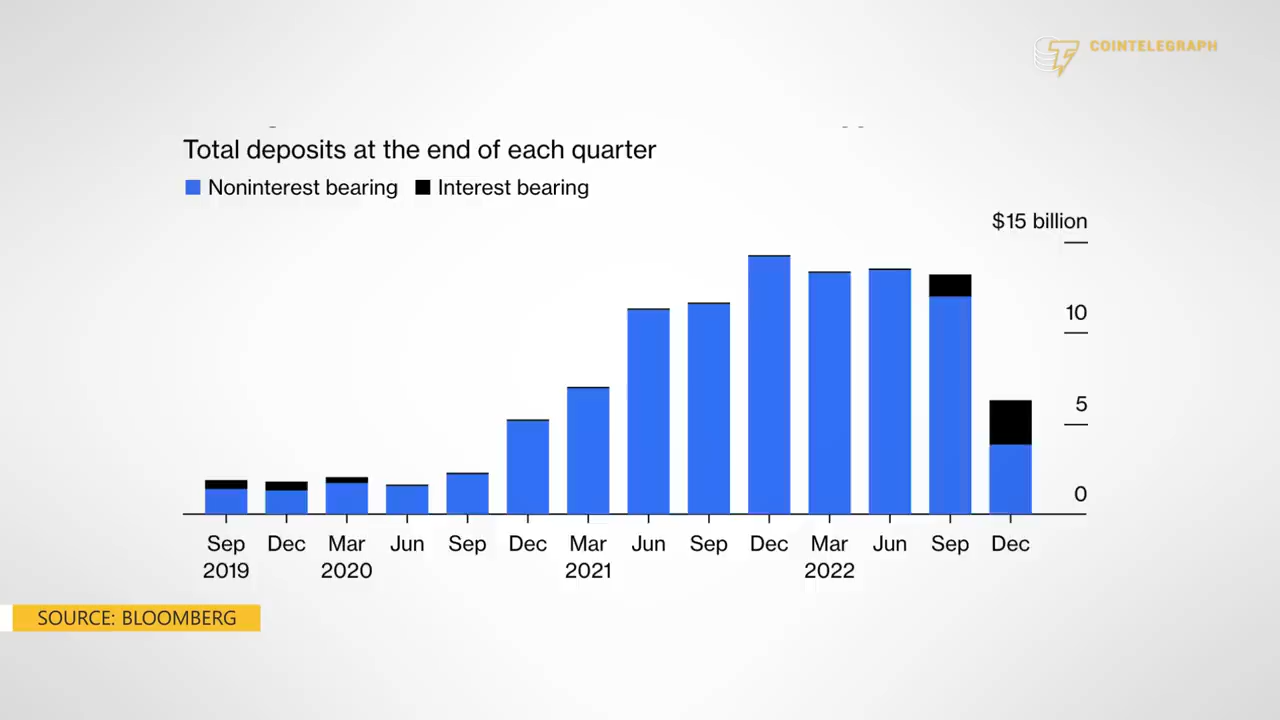 COINTELEGRAPH
Total deposits at the end of each quarter
Noninterest bearing Interest bearing
$15 billion
10
5
0
Sep Dec Mar Jun Sep Dec Mar Jun Sep Dec Mar Jun Sep Dec
2019 2020 2021 2022
SOURCE: BLOOMBERG